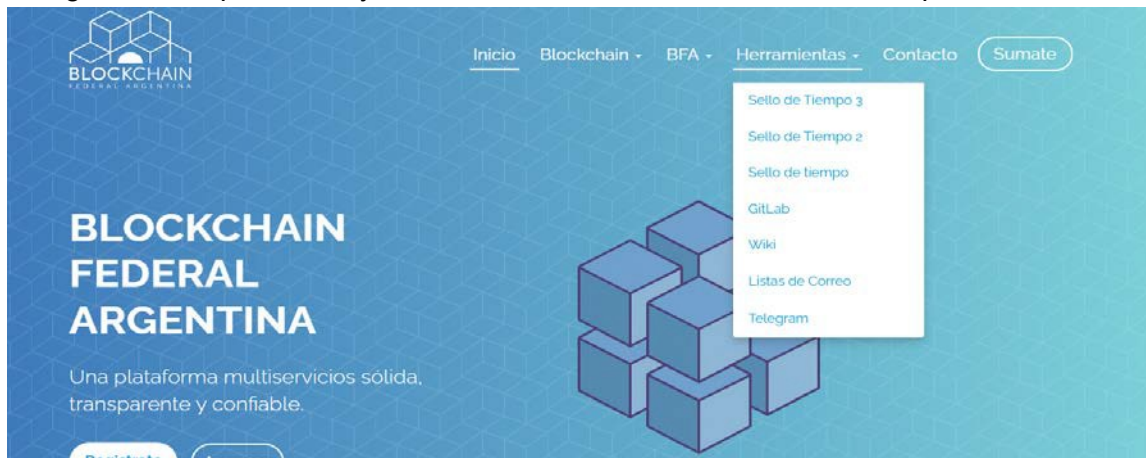 BLOCKCHAIN
FEDERAL ARGENTINA
Inicio Blockchain BFA Herramientas Contacto Sumate
Sello de Tiempo 3
Sello de Tiempo 2
Sello de tiempo
GitLab
Wiki
Listas de Correo
Telegram
BLOCKCHAIN
FEDERAL
ARGENTINA
Una plataforma multiservicios sólida,
transparente y confiable.